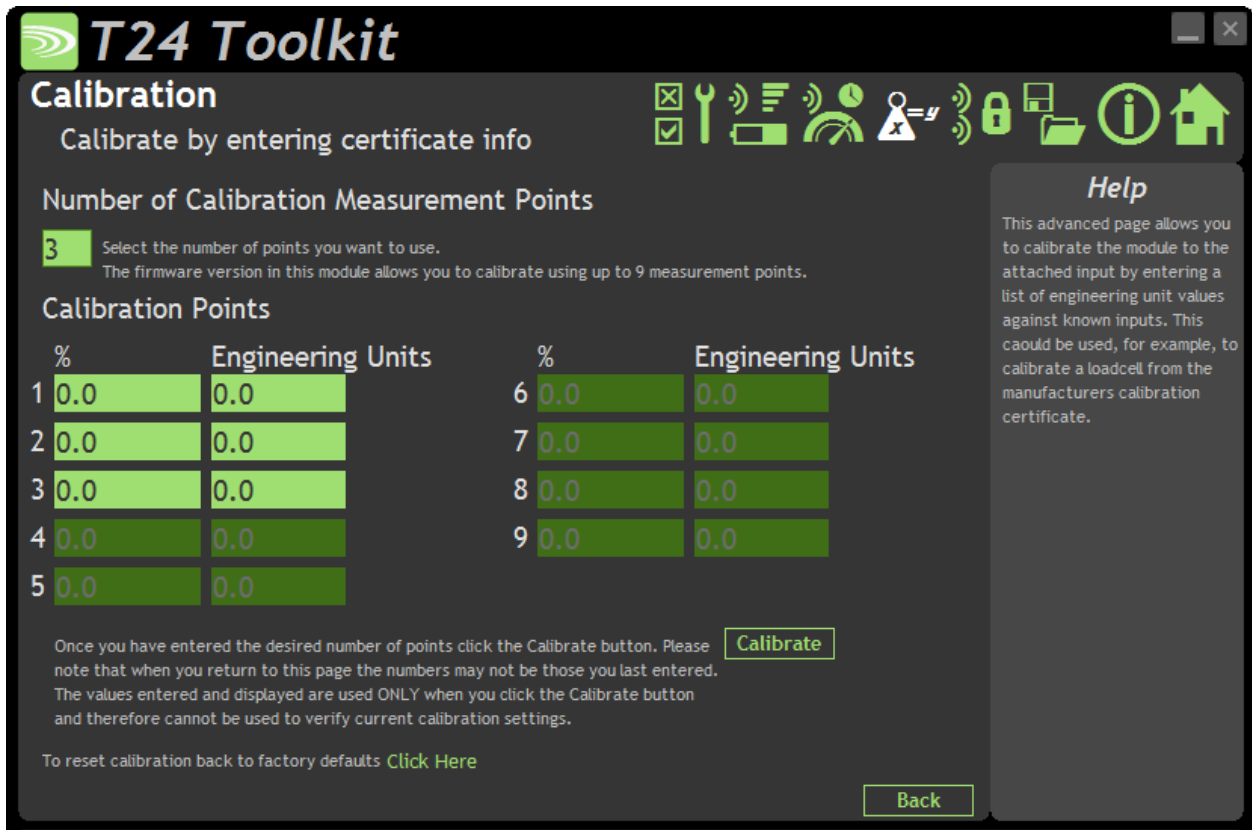 T24 Toolkit
Calibration
Calibrate by entering certificate info
x=y
Number of Calibration Measurement Points
3
Select the number of points you want to use.
The firmware version in this module allows you to calibrate using up to 9 measurement points.
Calibration Points
% Engineering Units % Engineering Units
1 0.0 0.0 6 0.0 0.0
2 0.0 0.0 7 0.0 0.0
3 0.0 0.0 8 0.0 0.0
4 0.0 0.0 9 0.0 0.0
5 0.0 0.0
Once you have entered the desired number of points click the Calibrate button. Please
note that when you return to this page the numbers may not be those you last entered.
The values entered and displayed are used ONLY when you click the Calibrate button
and therefore cannot be used to verify current calibration settings.
Calibrate
To reset calibration back to factory defaults Click Here
Back
Help
This advanced page allows you
to calibrate the module to the
attached input by entering a
list of engineering unit values
against known inputs. This
caould be used, for example, to
calibrate a loadcell from the
manufacturers calibration
certificate.